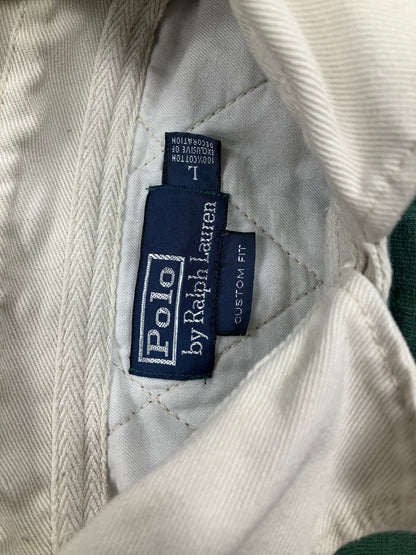 Polo
by Ralph Lauren
CUSTOM FIT
L
100% COTTON
EXCLUSIVE OF
DECORATION